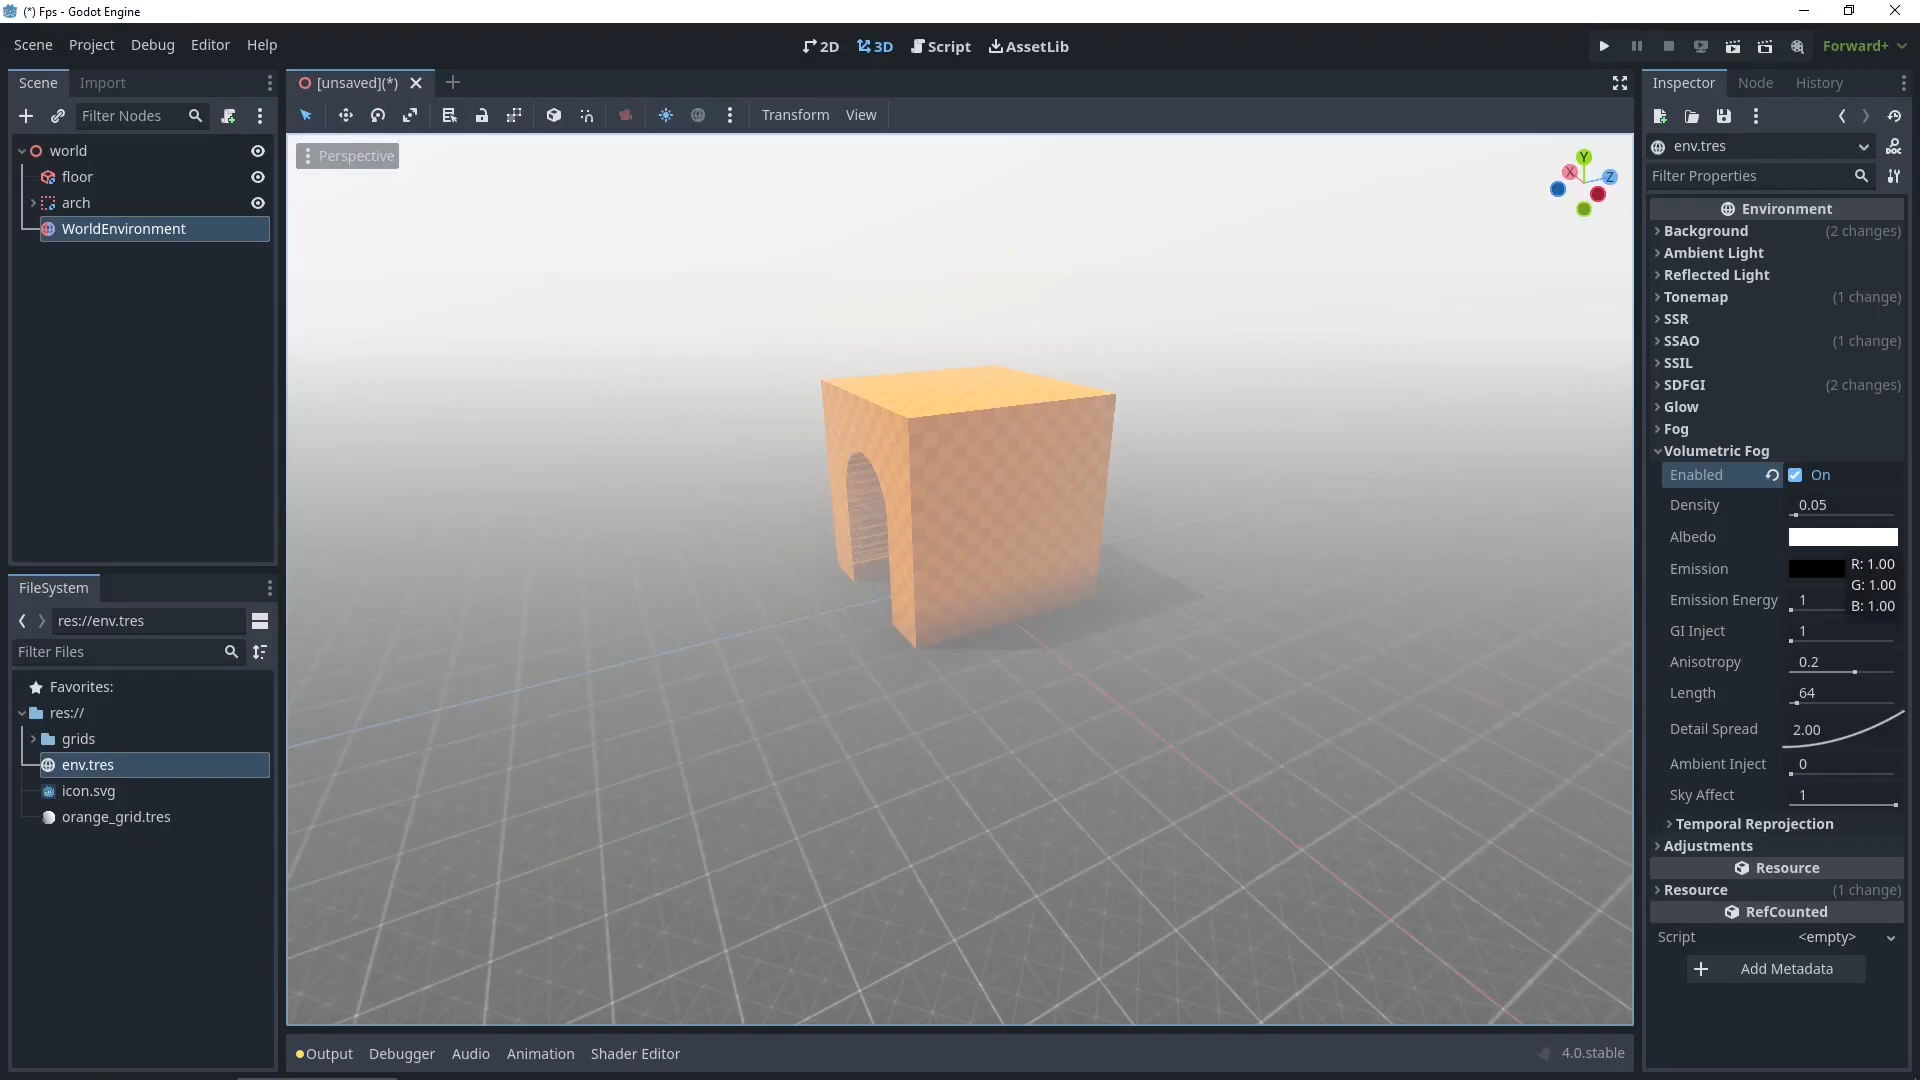 (*) Fps - Godot Engine
Scene Project Debug Editor Help
2D 3D Script AssetLib
Forward+
Scene Import
Filter Nodes
world
floor
arch
WorldEnvironment
FileSystem
res://env.tres
Filter Files
Favorites:
res://
grids
env.tres
icon.svg
orange_grid.tres
[unsaved](*)
Transform View
Perspective
Y
X
Z
Output Debugger Audio Animation Shader Editor
4.0.stable
Inspector Node History
env.tres
Filter Properties
Environment
Background (2 changes)
Ambient Light
Reflected Light
Tonemap (1 change)
SSR
SSAO (1 change)
SSIL
SDFGI (2 changes)
Glow
Fog
Volumetric Fog
Enabled On
Density 0.05
Albedo
Emission
R: 1.00
G: 1.00
B: 1.00
Emission Energy 1
GI Inject 1
Anisotropy 0.2
Length 64
Detail Spread 2.00
Ambient Inject 0
Sky Affect 1
Temporal Reprojection
Adjustments
Resource
Resource (1 change)
RefCounted
Script <empty>
Add Metadata